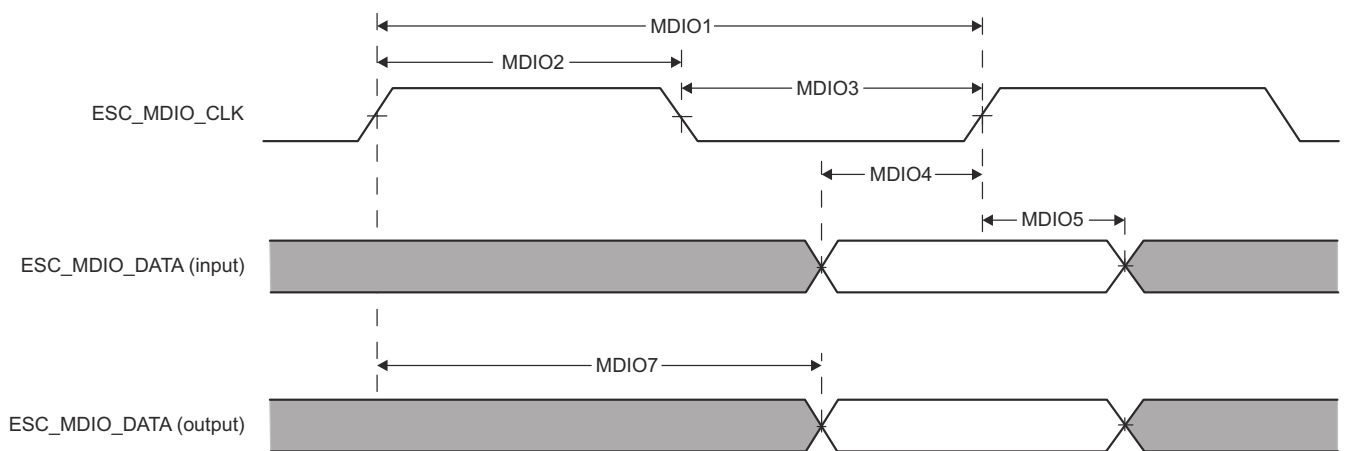 MDIO1
MDIO2
MDIO3
ESC_MDIO_CLK
MDIO4
MDIO5
ESC_MDIO_DATA (input)
MDIO7
ESC_MDIO_DATA (output)